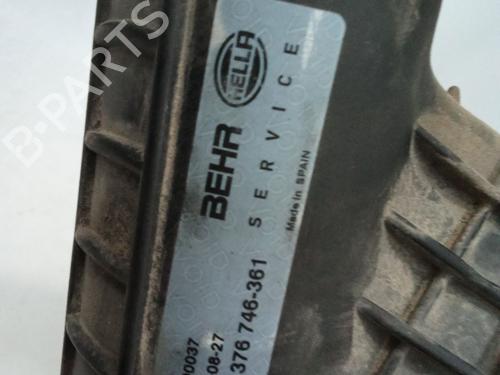 B-PARTS
HELLA
BEHR
SERVICE
Made in SPAIN
376 746-361
08-27
0037